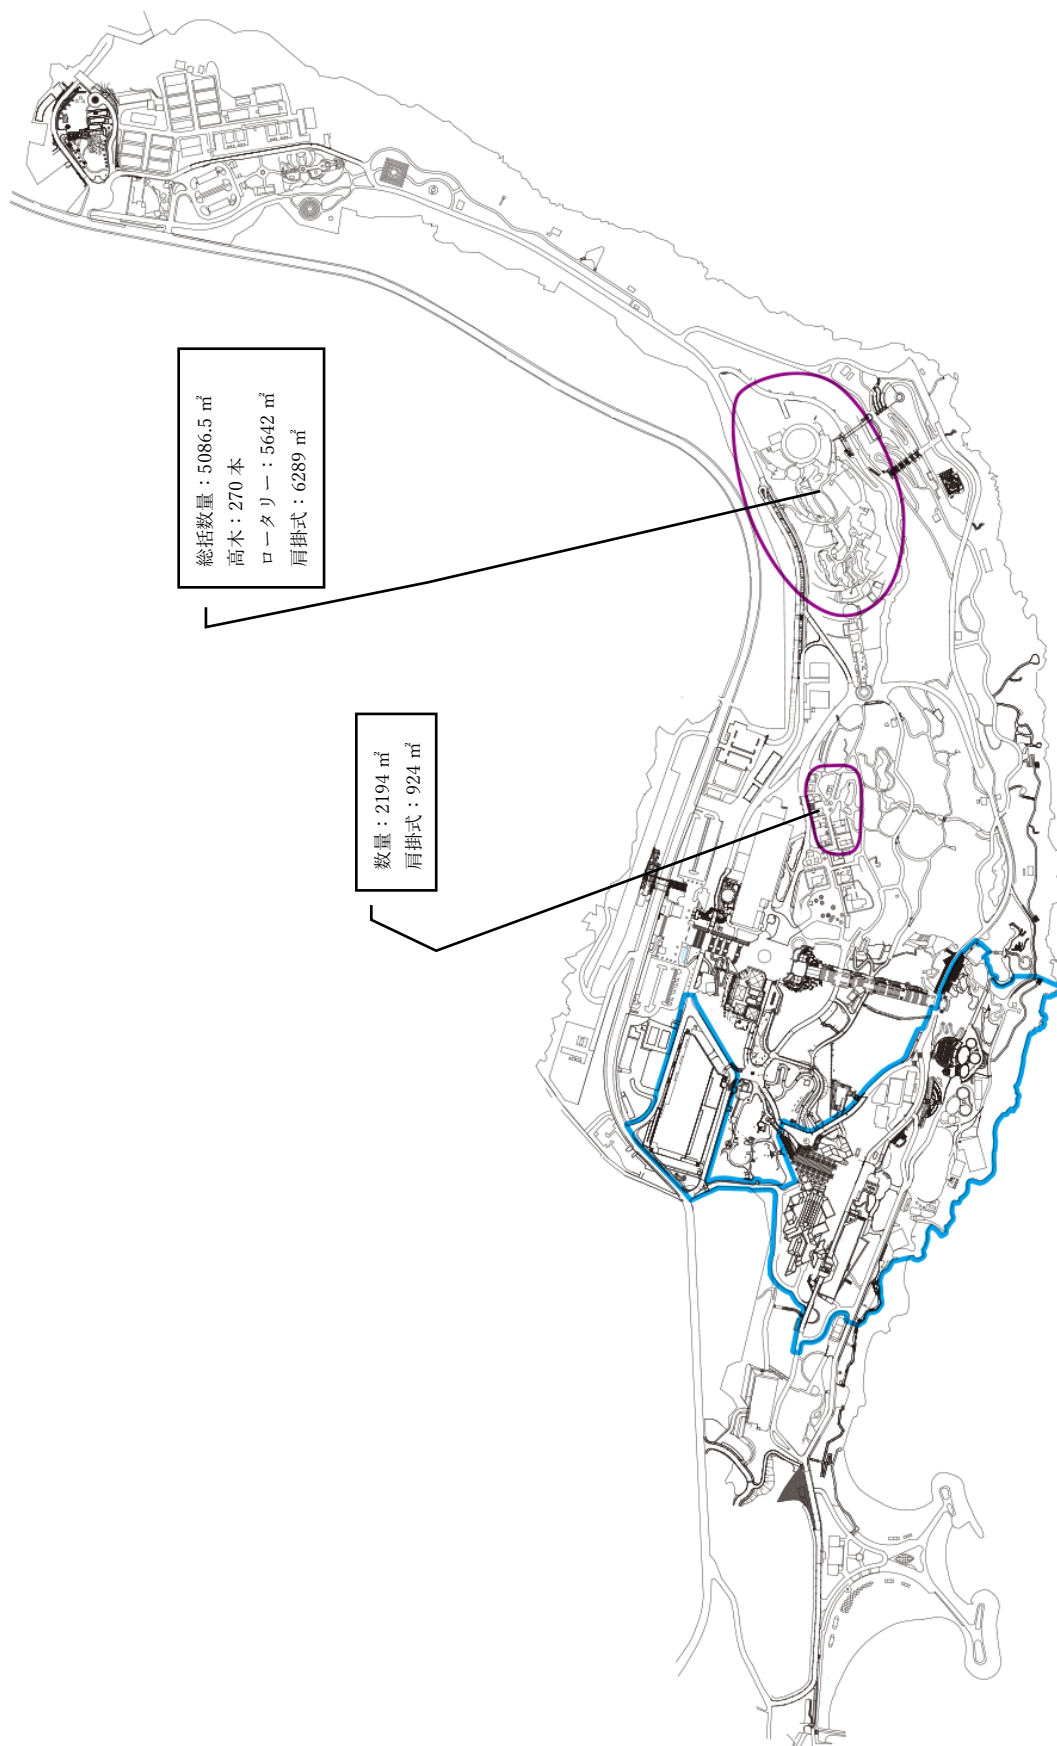 総括数量：5086.5 ㎡
高木：270 本
ロータリー：5642 ㎡
肩掛式：6289 ㎡
数量：2194 ㎡
肩掛式：924 ㎡